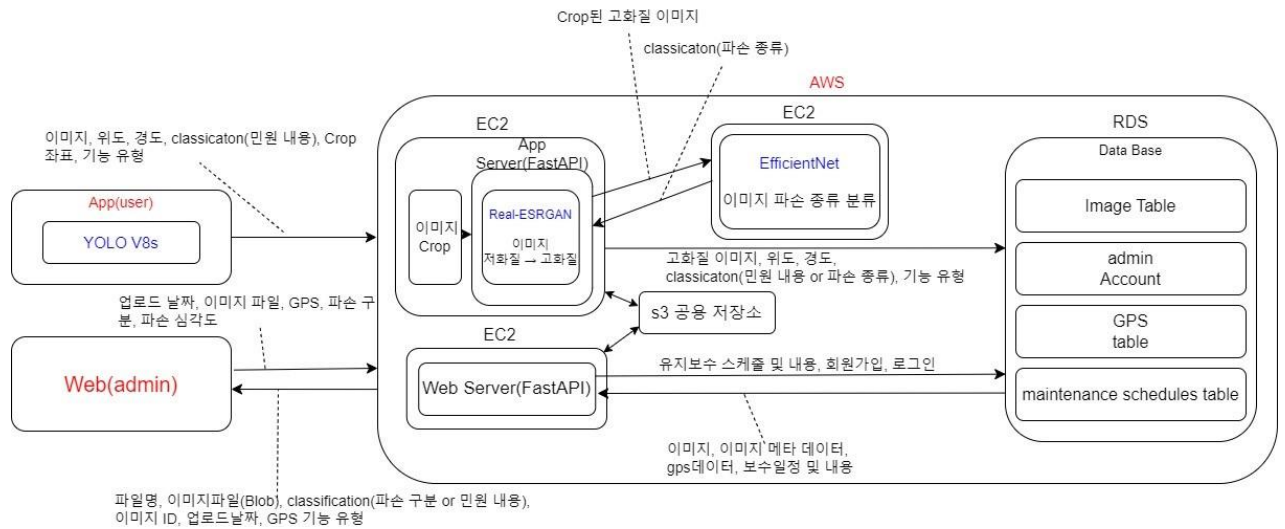 Crop된 고화질 이미지
classicaton(파손 종류)
AWS
이미지, 위도, 경도, classicaton(민원 내용), Crop
좌표, 기능 유형
App(user)
YOLO V8s
EC2
App
Server(FastAPI)
이미지
Crop
Real-ESRGAN
이미지
저화질 → 고화질
EC2
EfficientNet
이미지 파손 종류 분류
RDS
Data Base
Image Table
admin
Account
GPS
table
maintenance schedules table
고화질 이미지, 위도, 경도,
classicaton(민원 내용 or 파손 종류), 기능 유형
s3 공용 저장소
업로드 날짜, 이미지 파일, GPS, 파손 구
분, 파손 심각도
Web(admin)
EC2
Web Server(FastAPI)
유지보수 스케줄 및 내용, 회원가입, 로그인
이미지, 이미지 메타 데이터,
gps데이터, 보수일정 및 내용
파일명, 이미지파일(Blob), classification(파손 구분 or 민원 내용),
이미지 ID, 업로드날짜, GPS 기능 유형